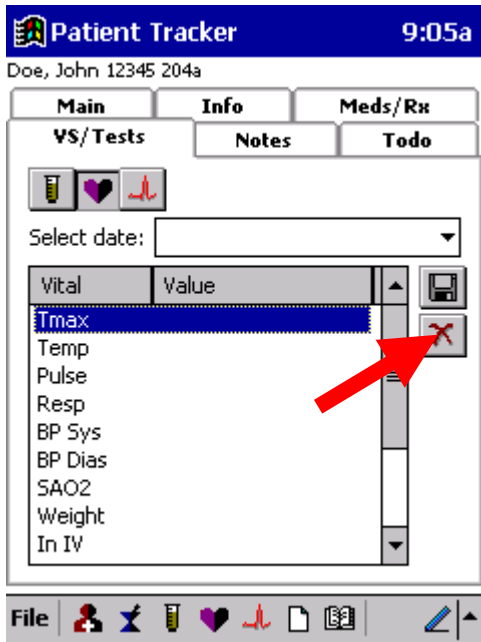 Patient Tracker 9:05a
Doe, John 12345 204a
Main Info Meds/Rx
VS/Tests Notes Todo
Select date:
Vital Value
Tmax
Temp
Pulse
Resp
BP Sys
BP Dias
SAO2
Weight
In IV
File